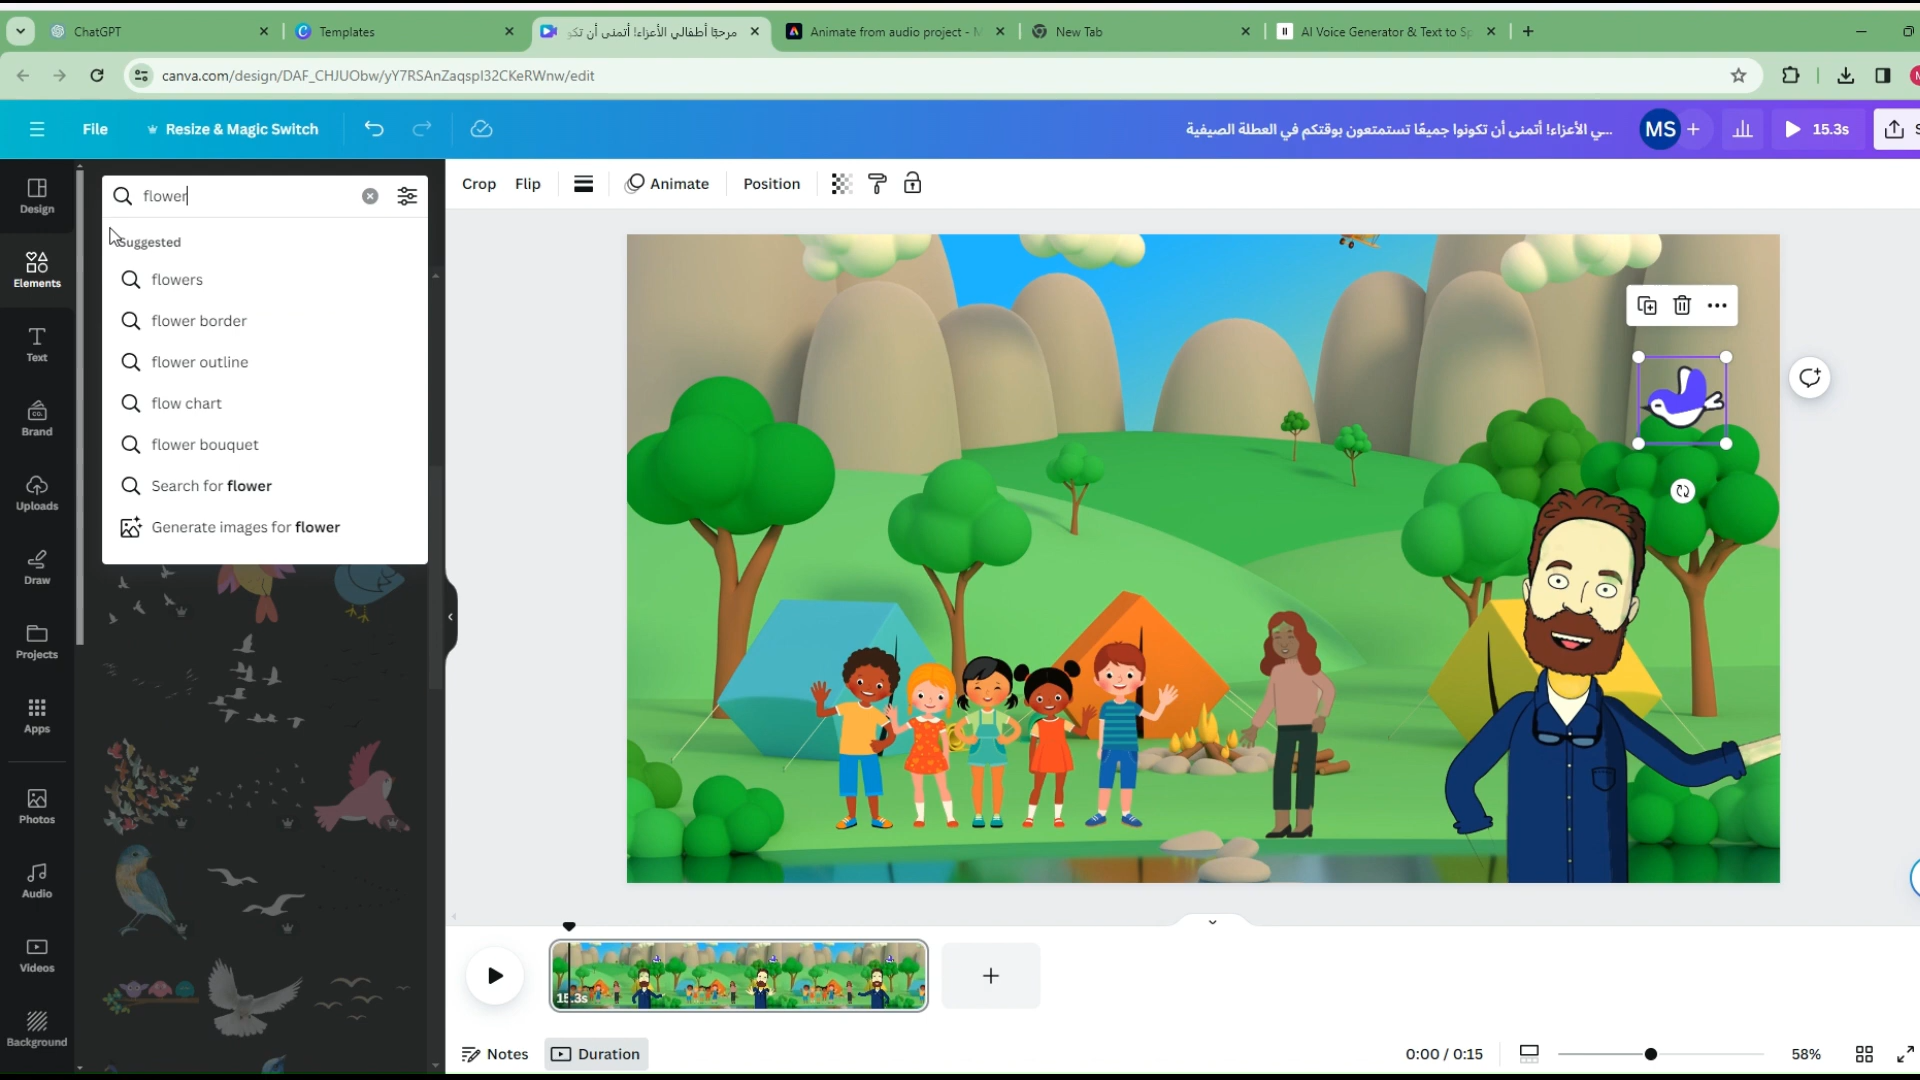 ChatGPT
Templates
مرحبًا أطفالي الأعزاء! أتمنى أن تكو
Animate from audio project - M
New Tab
AI Voice Generator & Text to Sp
canva.com/design/DAF_CHJUObw/yY7RSAnZaqspI32CKeRWnw/edit
File
Resize & Magic Switch
ـي الأعزاء! أتمنى أن تكونوا جميعًا تستمتعون بوقتكم في العطلة الصيفية...
MS
15.3s
S
Design
Elements
Text
Brand
Uploads
Draw
Projects
Apps
Photos
Audio
Videos
Background
flower
Suggested
flowers
flower border
flower outline
flow chart
flower bouquet
Search for flower
Generate images for flower
Crop
Flip
Animate
Position
15.3s
Notes
Duration
0:00 / 0:15
58%